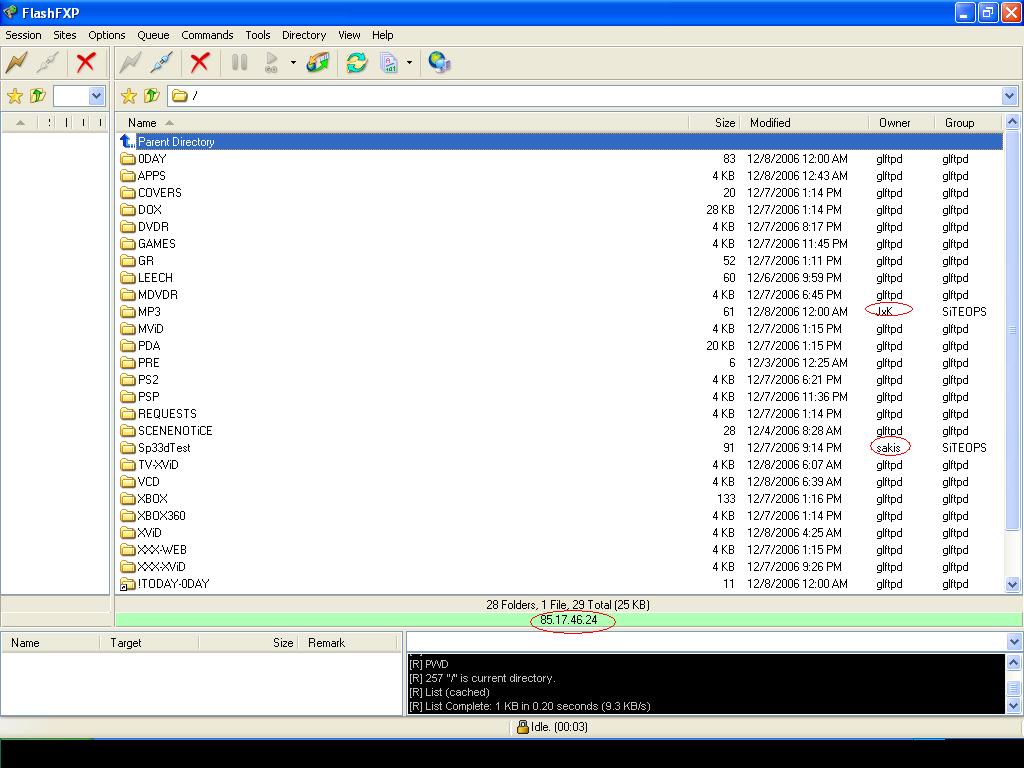 FlashFXP
Session Sites Options Queue Commands Tools Directory View Help
/
Name Size Modified Owner Group
Parent Directory
0DAY 83 12/8/2006 12:00 AM glftpd glftpd
APPS 4 KB 12/8/2006 12:43 AM glftpd glftpd
COVERS 20 12/7/2006 1:14 PM glftpd glftpd
DOX 28 KB 12/7/2006 1:14 PM glftpd glftpd
DVDR 4 KB 12/7/2006 8:17 PM glftpd glftpd
GAMES 4 KB 12/7/2006 11:45 PM glftpd glftpd
GR 52 12/7/2006 1:11 PM glftpd glftpd
LEECH 60 12/6/2006 9:59 PM glftpd glftpd
MDVDR 4 KB 12/7/2006 6:45 PM glftpd glftpd
MP3 61 12/8/2006 12:00 AM JxK SiTEOPS
MViD 4 KB 12/7/2006 1:15 PM glftpd glftpd
PDA 20 KB 12/7/2006 1:15 PM glftpd glftpd
PRE 6 12/3/2006 12:25 AM glftpd glftpd
PS2 4 KB 12/7/2006 6:21 PM glftpd glftpd
PSP 4 KB 12/7/2006 11:36 PM glftpd glftpd
REQUESTS 4 KB 12/7/2006 1:14 PM glftpd glftpd
SCENENOTiCE 28 12/4/2006 8:28 AM glftpd glftpd
Sp33dTest 91 12/7/2006 9:14 PM sakis SiTEOPS
TV-XViD 4 KB 12/8/2006 6:07 AM glftpd glftpd
VCD 4 KB 12/8/2006 6:39 AM glftpd glftpd
XBOX 133 12/7/2006 1:16 PM glftpd glftpd
XBOX360 4 KB 12/7/2006 1:14 PM glftpd glftpd
XViD 4 KB 12/8/2006 4:25 AM glftpd glftpd
XXX-WEB 4 KB 12/7/2006 1:15 PM glftpd glftpd
XXX-XViD 4 KB 12/7/2006 9:26 PM glftpd glftpd
!TODAY-0DAY 11 12/8/2006 12:00 AM glftpd glftpd
28 Folders, 1 File, 29 Total (25 KB)
85.17.46.24
Name Target Size Remark
[R] PWD
[R] 257 "/" is current directory.
[R] List (cached)
[R] List Complete: 1 KB in 0.20 seconds (9.3 KB/s)
Idle. (00:03)